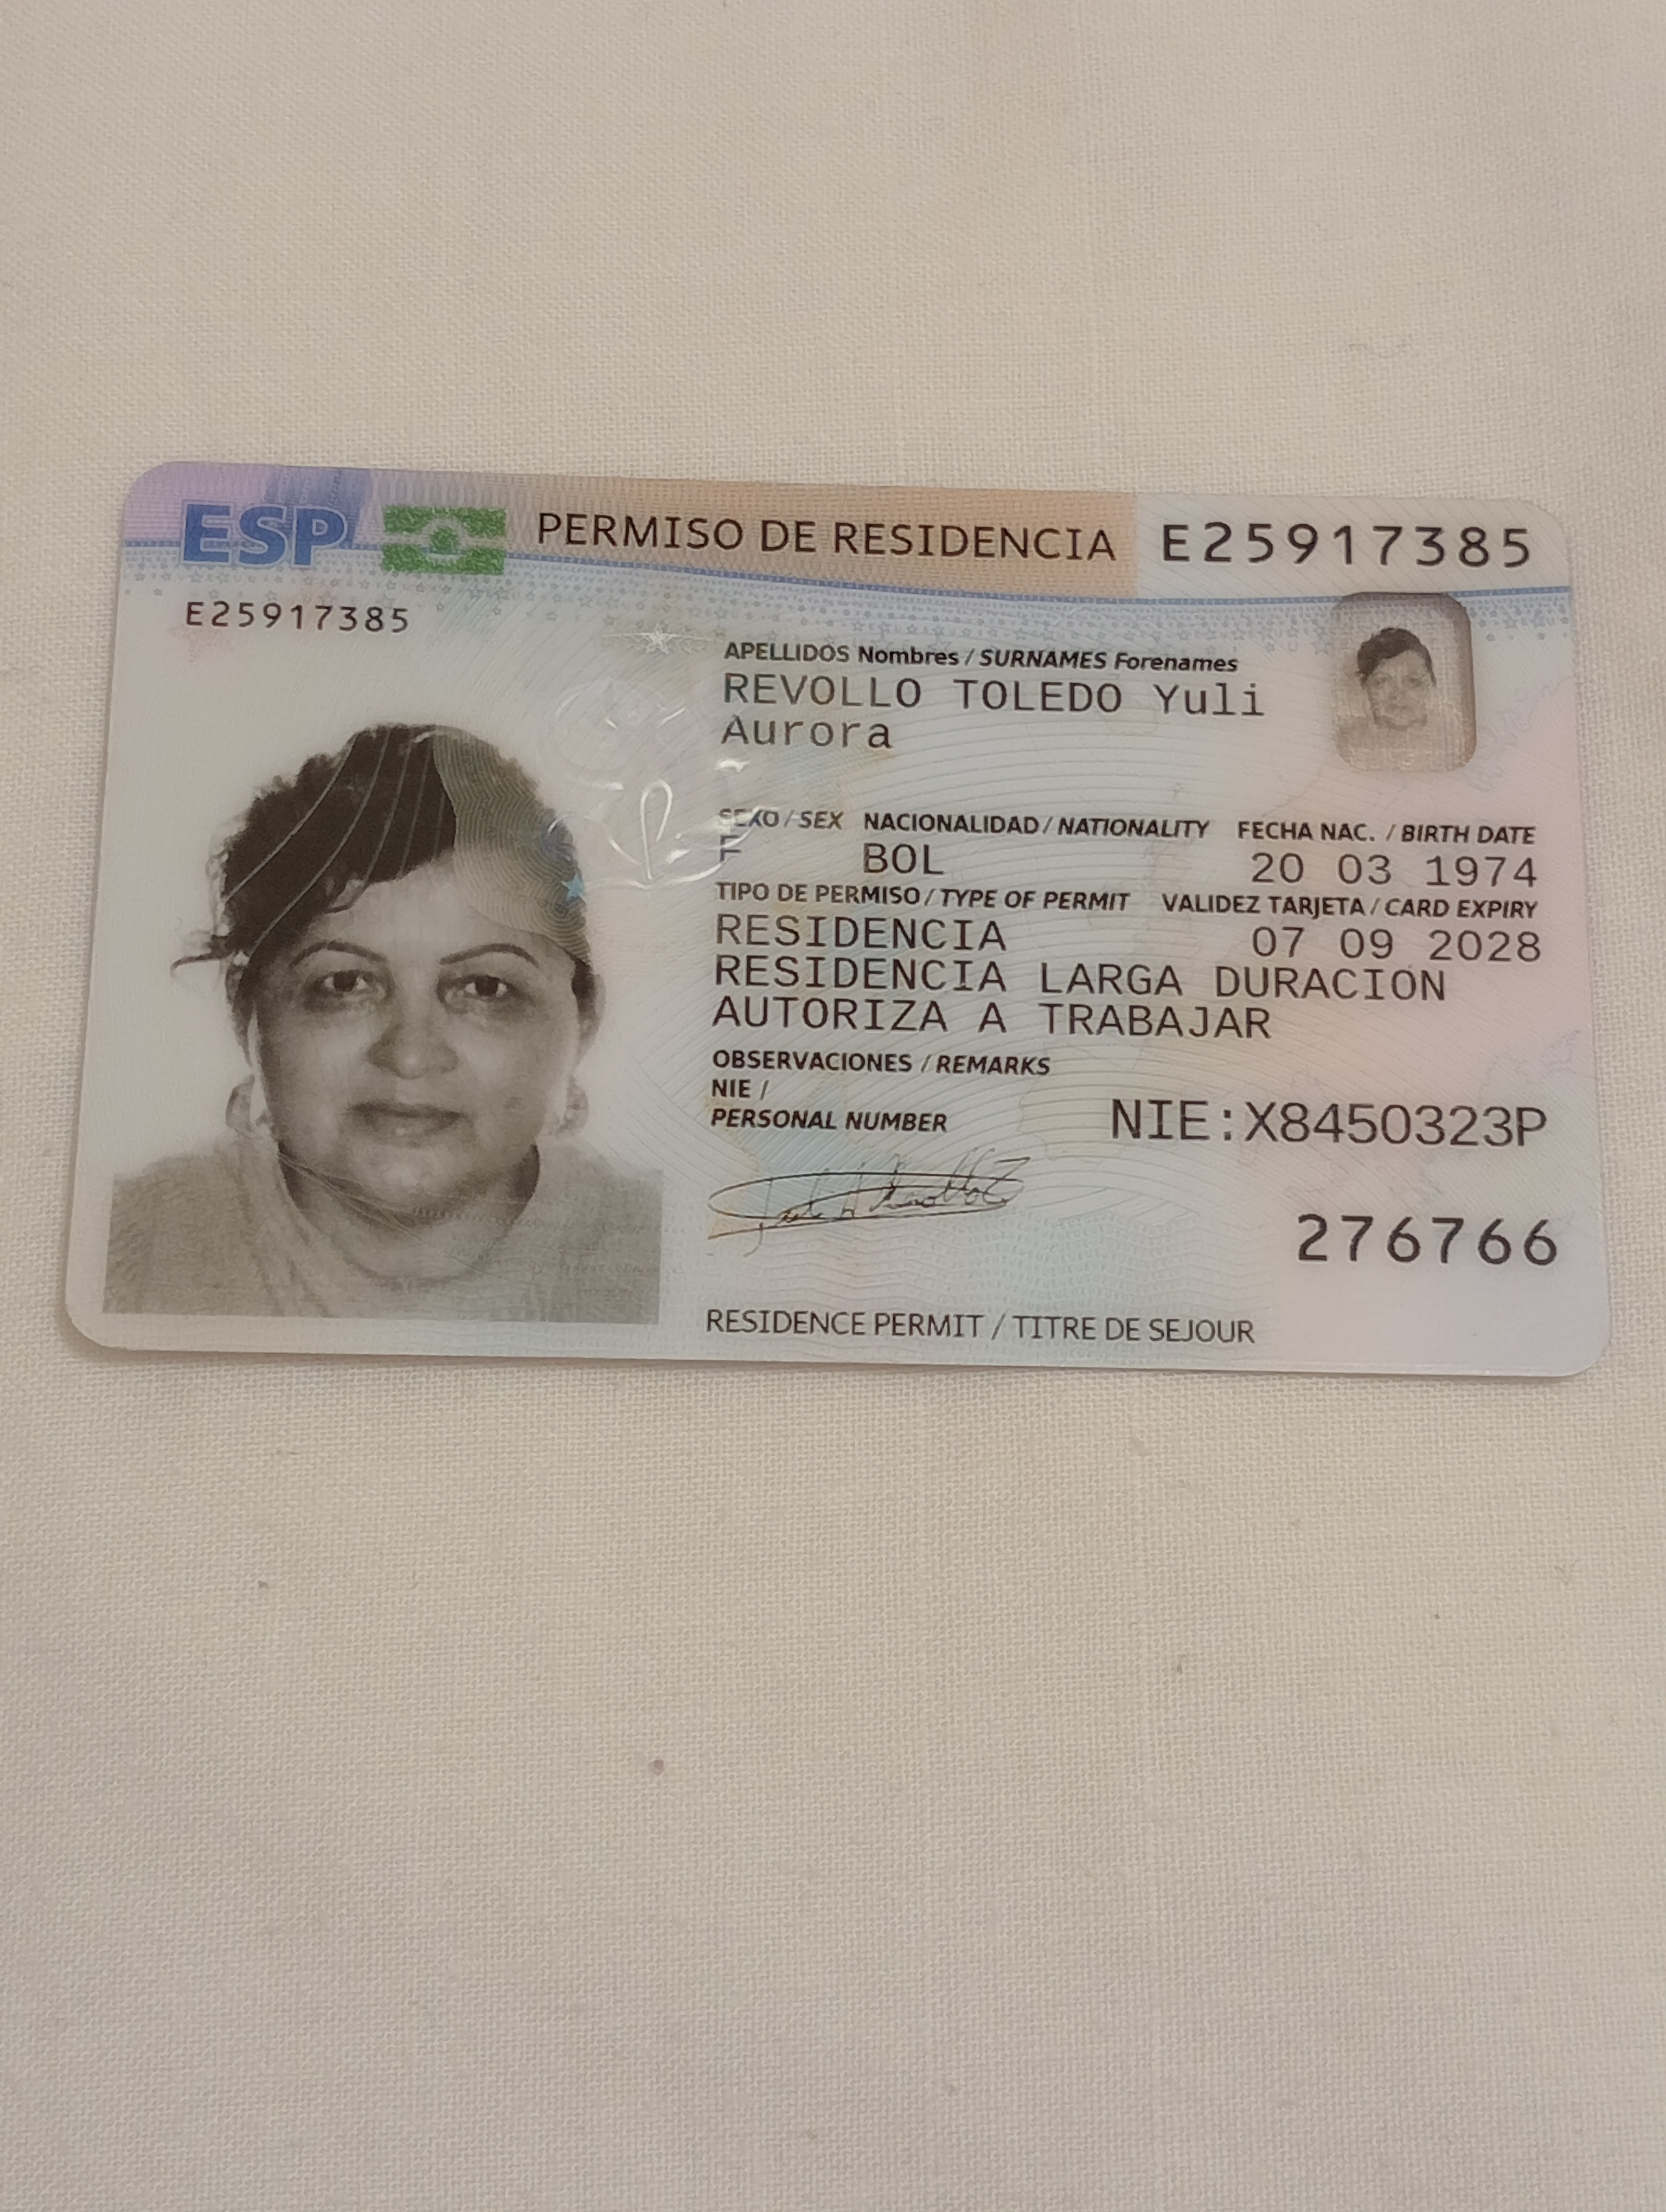 ESP PERMISO DE RESIDENCIA E25917385
E25917385
APELLIDOS Nombres / SURNAMES Forenames
REVOLLO TOLEDO Yuli
Aurora
SEXO / SEX NACIONALIDAD / NATIONALITY FECHA NAC. / BIRTH DATE
F BOL 20 03 1974
TIPO DE PERMISO / TYPE OF PERMIT VALIDEZ TARJETA / CARD EXPIRY
RESIDENCIA 07 09 2028
RESIDENCIA LARGA DURACION
AUTORIZA A TRABAJAR
OBSERVACIONES / REMARKS
NIE /
PERSONAL NUMBER NIE:X8450323P
276766
RESIDENCE PERMIT / TITRE DE SEJOUR